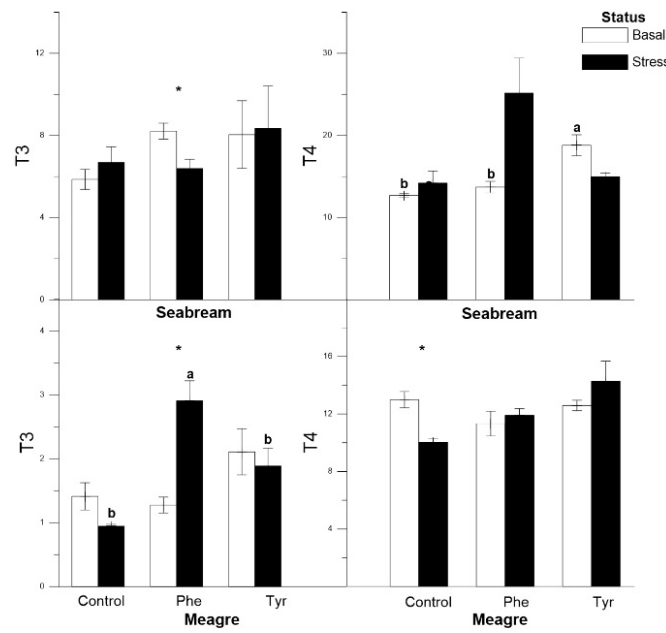 Status
Basal
Stress
12
8
4
0
T3
*
Seabream
30
20
10
T4
b
b
a
Seabream
4
3
2
1
0
T3
b
*
a
b
Control
Phe
Tyr
Meagre
16
12
8
4
T4
*
Control
Phe
Tyr
Meagre